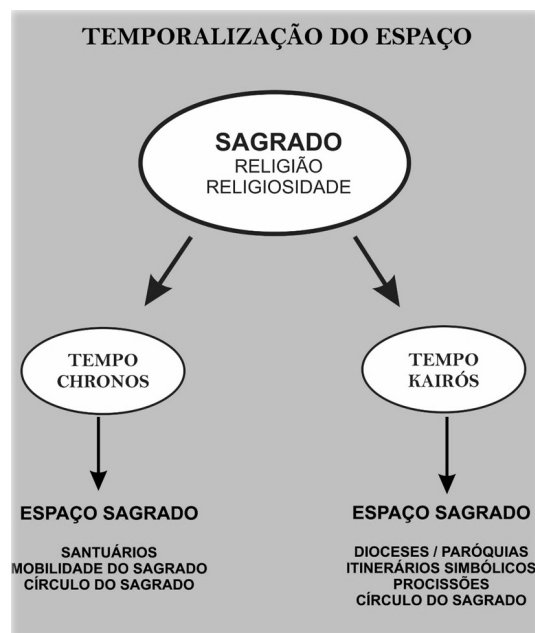 TEMPORALIZAÇÃO DO ESPAÇO
SAGRADO
RELIGIÃO
RELIGIOSIDADE
TEMPO
CHRONOS
TEMPO
KAIRÓS
ESPAÇO SAGRADO
SANTUÁRIOS
MOBILIDADE DO SAGRADO
CÍRCULO DO SAGRADO
ESPAÇO SAGRADO
DIOCESES / PARÓQUIAS
ITINERÁRIOS SIMBÓLICOS
PROCISSÕES
CÍRCULO DO SAGRADO